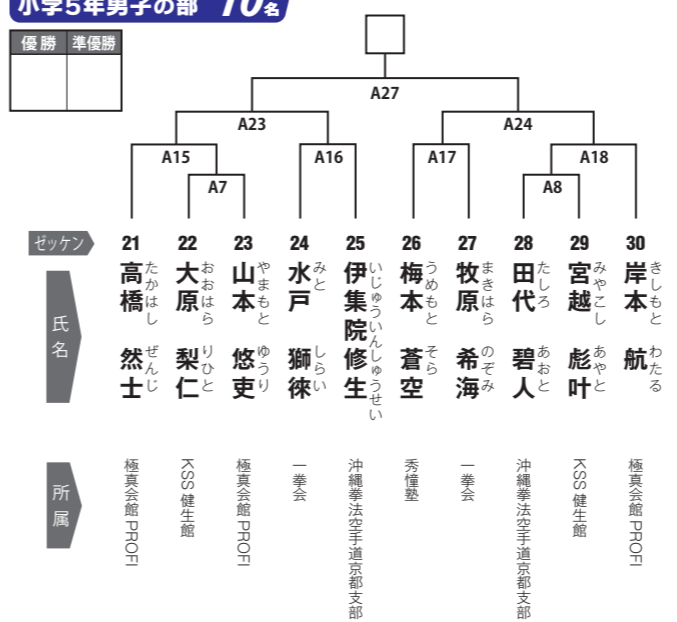 小学5年男子の部 10名
優勝 準優勝
A27
A23 A24
A15 A16 A17 A18
A7 A8
ゼッケン 21 22 23 24 25 26 27 28 29 30
氏名
高橋 然士
たかはし ぜんじ
大原 梨仁
おおはら りひと
山本 悠吏
やまもと ゆうり
水戸 獅徠
みと しらい
伊集院 修生
いじゅういん しゅうせい
梅本 蒼空
うめもと そら
牧原 希海
まきはら のぞみ
田代 碧人
たしろ あおと
宮越 彪叶
みやこし あやと
岸本 航
きしもと わたる
所属
極真会館 PROFI
KSS 健生館
極真会館 PROFI
一拳会
沖縄拳法空手道京都支部
秀憧塾
一拳会
沖縄拳法空手道京都支部
KSS 健生館
極真会館 PROFI